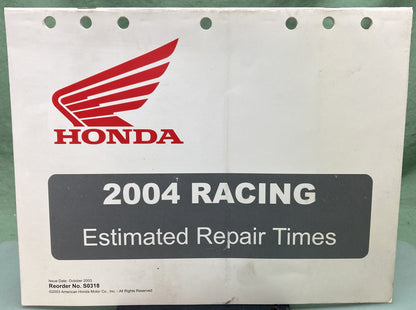 HONDA
2004 RACING
Estimated Repair Times
Issue Date: October 2003
Reorder No. S0318
©2003 American Honda Motor Co., Inc. - All Rights Reserved